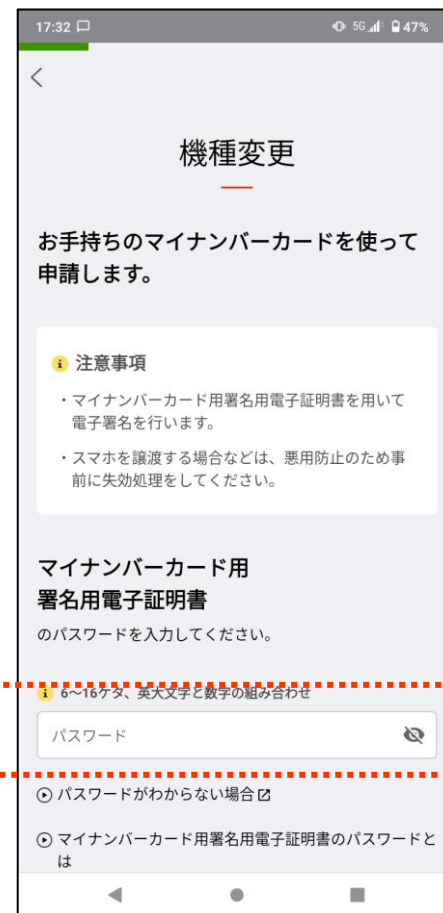 17:32 5G 47%
機種変更
お手持ちのマイナンバーカードを使って
申請します。
注意事項
・マイナンバーカード用署名用電子証明書を用いて
電子署名を行います。
・スマホを譲渡する場合などは、悪用防止のため事
前に失効処理をしてください。
マイナンバーカード用
署名用電子証明書
のパスワードを入力してください。
6～16ケタ、英大文字と数字の組み合わせ
パスワード
パスワードがわからない場合
マイナンバーカード用署名用電子証明書のパスワードと
は